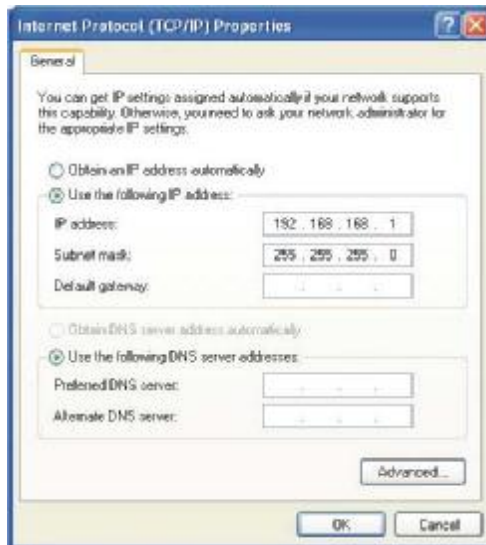 Internet Protocol (TCP/IP) Properties
General
You can get IP settings assigned automatically if your network supports
this capability. Otherwise, you need to ask your network administrator for
the appropriate IP settings.
Obtain an IP address automatically
Use the following IP address:
IP address: 192 . 168 . 168 . 1
Subnet mask: 255 . 255 . 255 . 0
Default gateway: . . .
Obtain DNS server address automatically
Use the following DNS server addresses:
Preferred DNS server: . . .
Alternate DNS server: . . .
Advanced...
OK Cancel